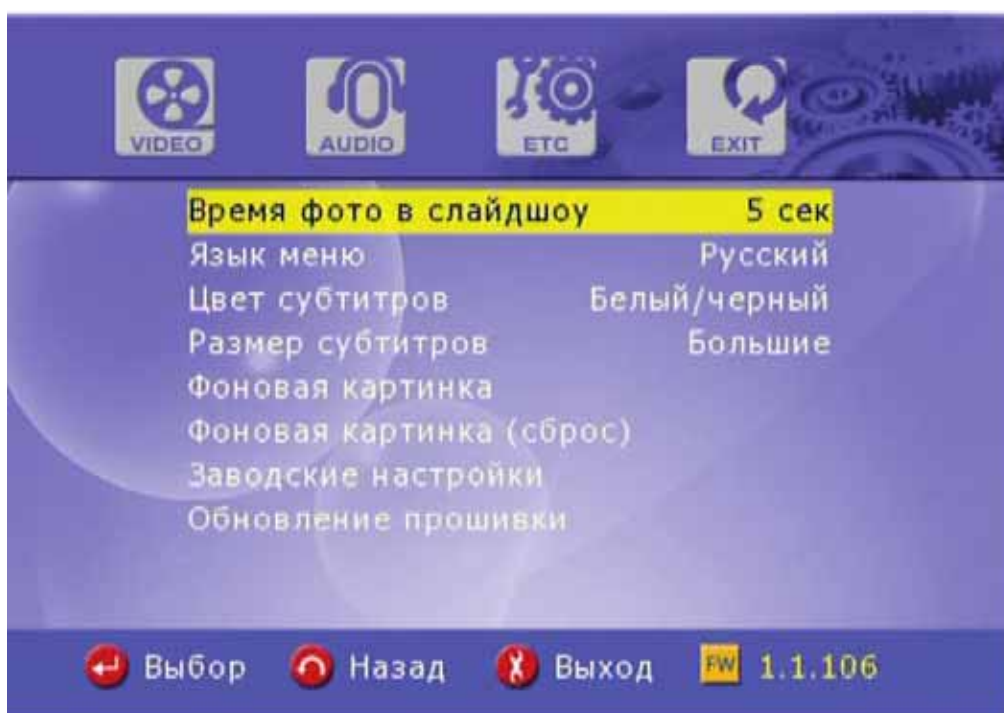 VIDEO AUDIO ETC EXIT
Время фото в слайдшоу 5 сек
Язык меню Русский
Цвет субтитров Белый/черный
Размер субтитров Большие
Фоновая картинка
Фоновая картинка (сброс)
Заводские настройки
Обновление прошивки
Выбор Назад Выход FW 1.1.106